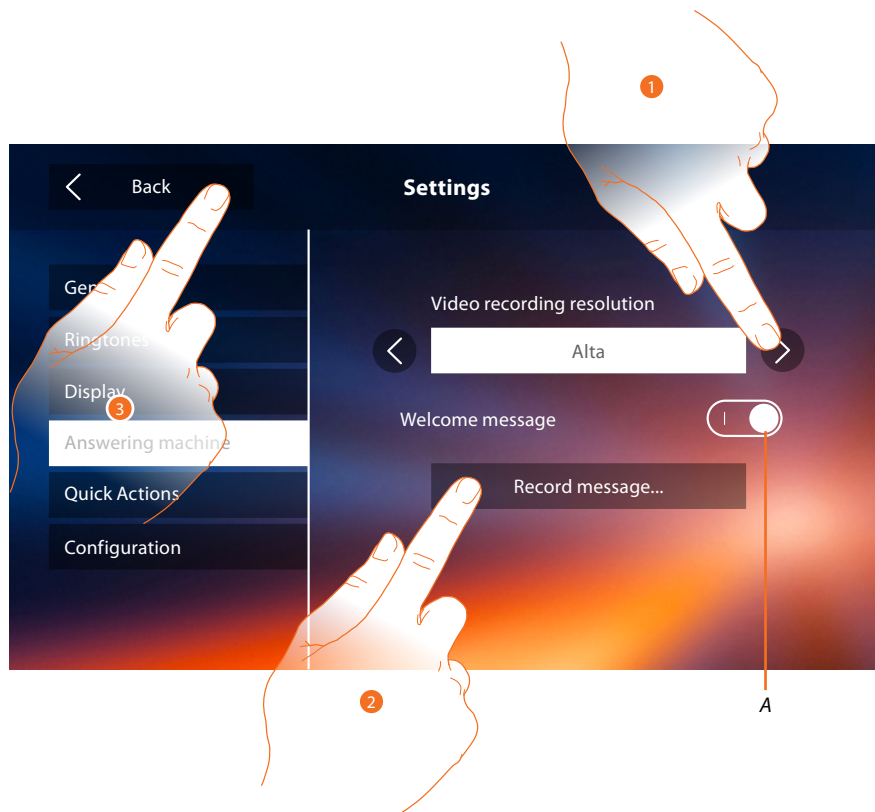 1
Back
Settings
Ringtones
Display
3
Answering machine
Quick Actions
Configuration
Video recording resolution
Alta
Welcome message
Record message...
2
A